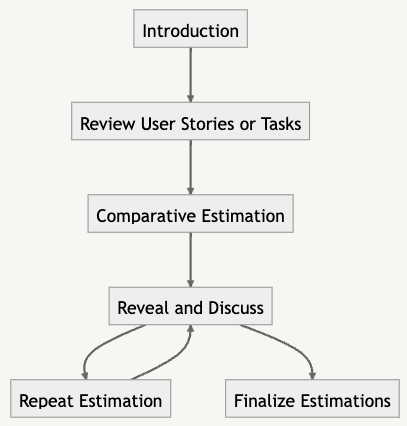 Introduction
Review User Stories or Tasks
Comparative Estimation
Reveal and Discuss
Repeat Estimation
Finalize Estimations